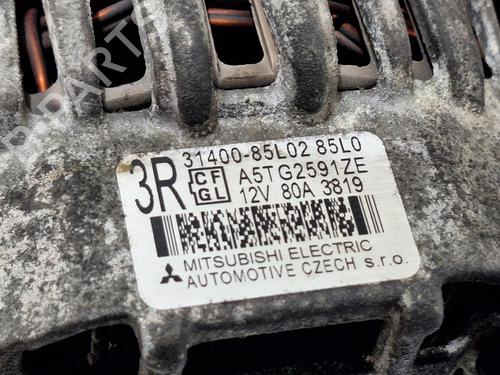 31400-85L02 85L0
3R CF GL A5TG2591ZE
12V 80A 3819
MITSUBISHI ELECTRIC
AUTOMOTIVE CZECH s.r.o.